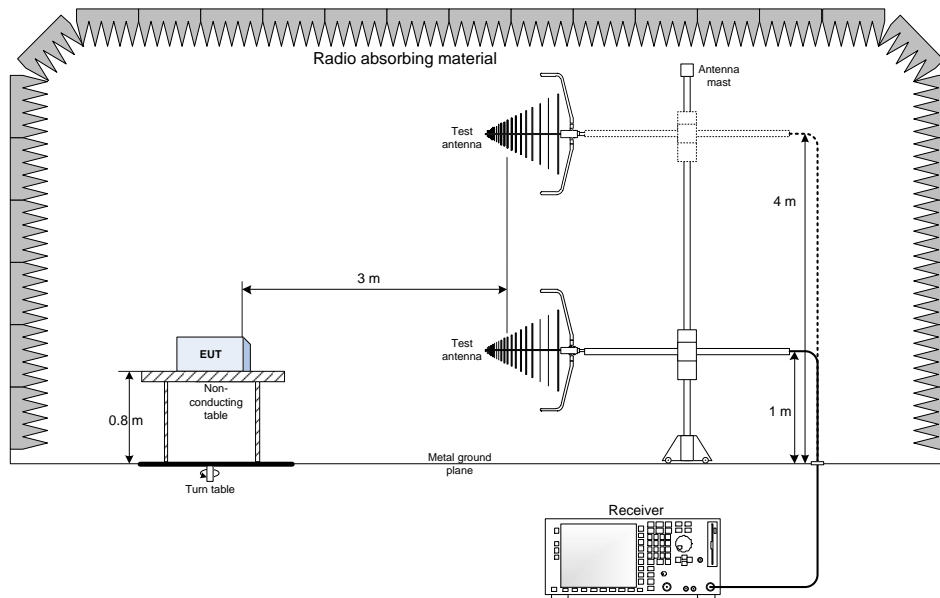 Radio absorbing material
Antenna
mast
Test
antenna
4 m
3 m
Test
antenna
EUT
Non-
conducting
table
0.8 m
1 m
Metal ground
plane
Turn table
Receiver